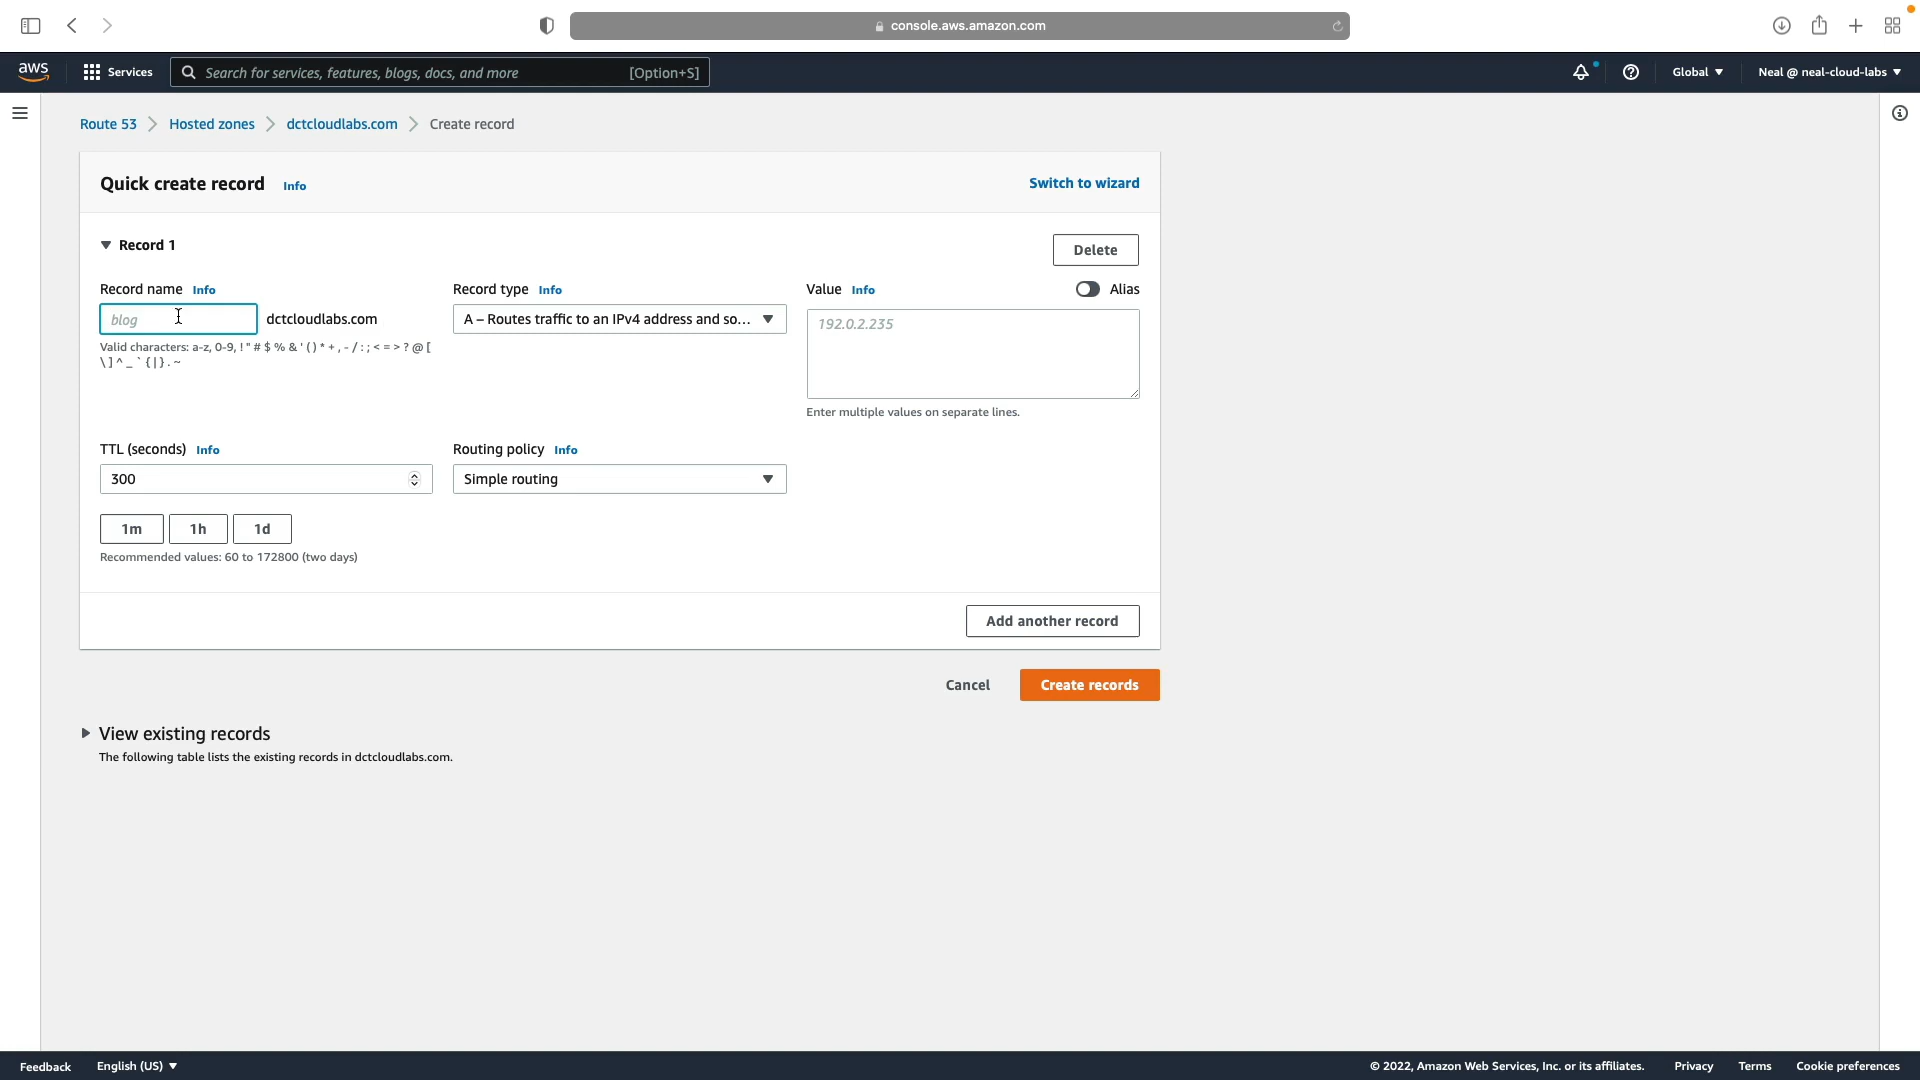 console.aws.amazon.com
aws
Services
Search for services, features, blogs, docs, and more
[Option+S]
Global
Neal @ neal-cloud-labs
Route 53
Hosted zones
dctcloudlabs.com
Create record
Quick create record
Info
Switch to wizard
Record 1
Delete
Record name Info
blog
dctcloudlabs.com
Valid characters: a-z, 0-9, ! " # $ % & ' ( ) * + , - / : ; < = > ? @ [
\ ] ^ _ ` { | } . ~
Record type Info
A – Routes traffic to an IPv4 address and so...
Value Info
Alias
192.0.2.235
Enter multiple values on separate lines.
TTL (seconds) Info
300
1m
1h
1d
Recommended values: 60 to 172800 (two days)
Routing policy Info
Simple routing
Add another record
Cancel
Create records
View existing records
The following table lists the existing records in dctcloudlabs.com.
Feedback
English (US)
© 2022, Amazon Web Services, Inc. or its affiliates.
Privacy
Terms
Cookie preferences